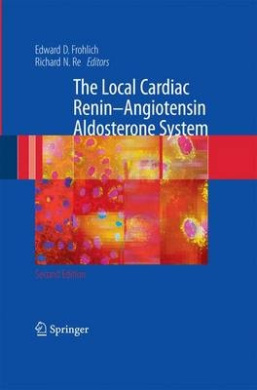 Edward D. Frohlich
Richard N. Re Editors
The Local Cardiac
Renin–Angiotensin
Aldosterone System
Second Edition
Springer